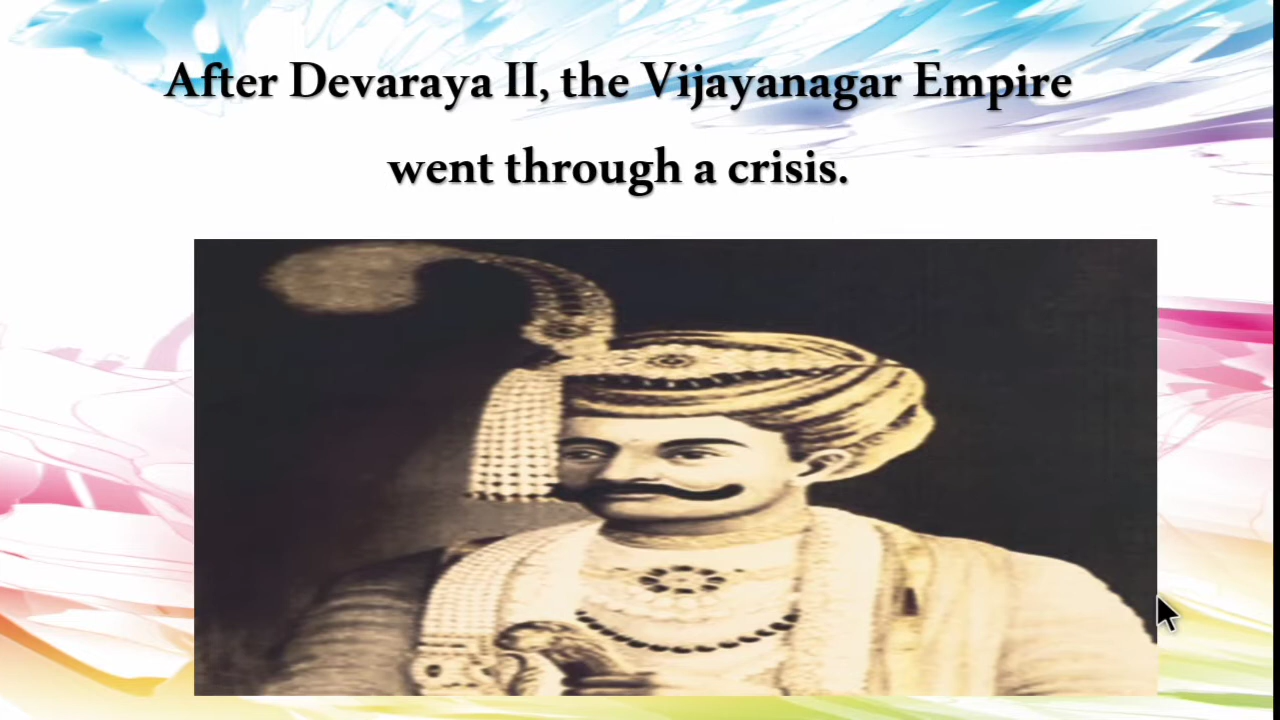 After Devaraya II, the Vijayanagar Empire
went through a crisis.